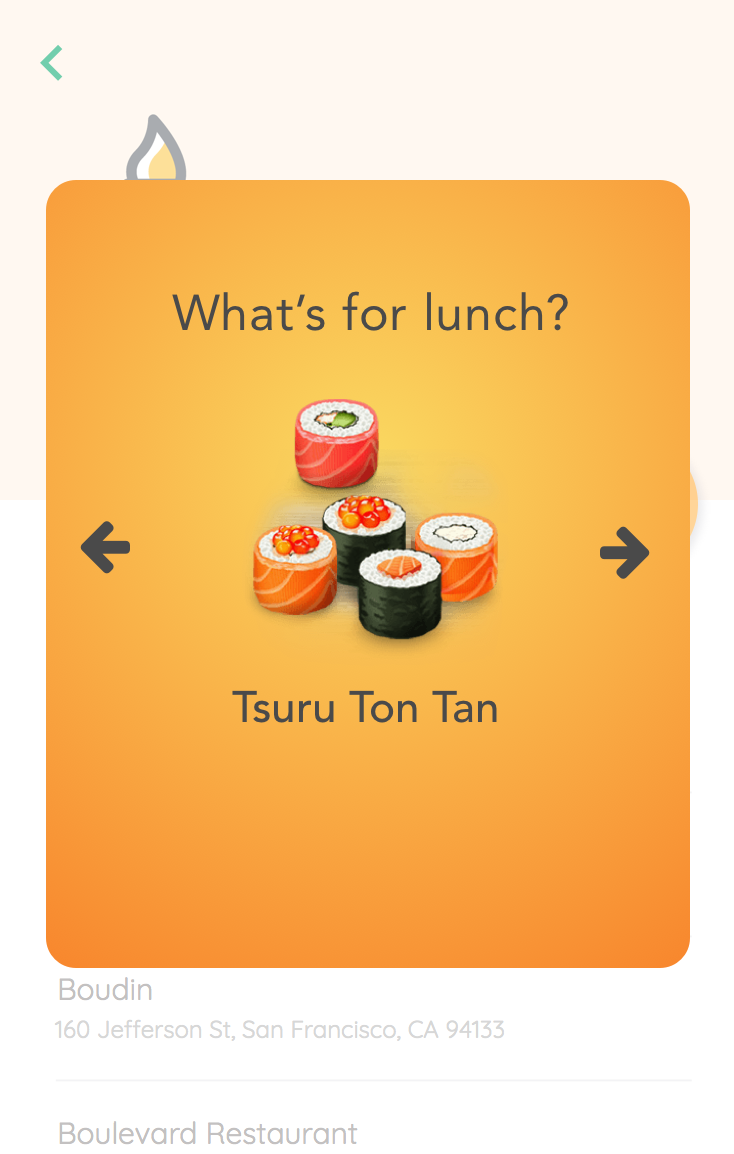 What’s for lunch?
Tsuru Ton Tan
Boudin
160 Jefferson St, San Francisco, CA 94133
Boulevard Restaurant